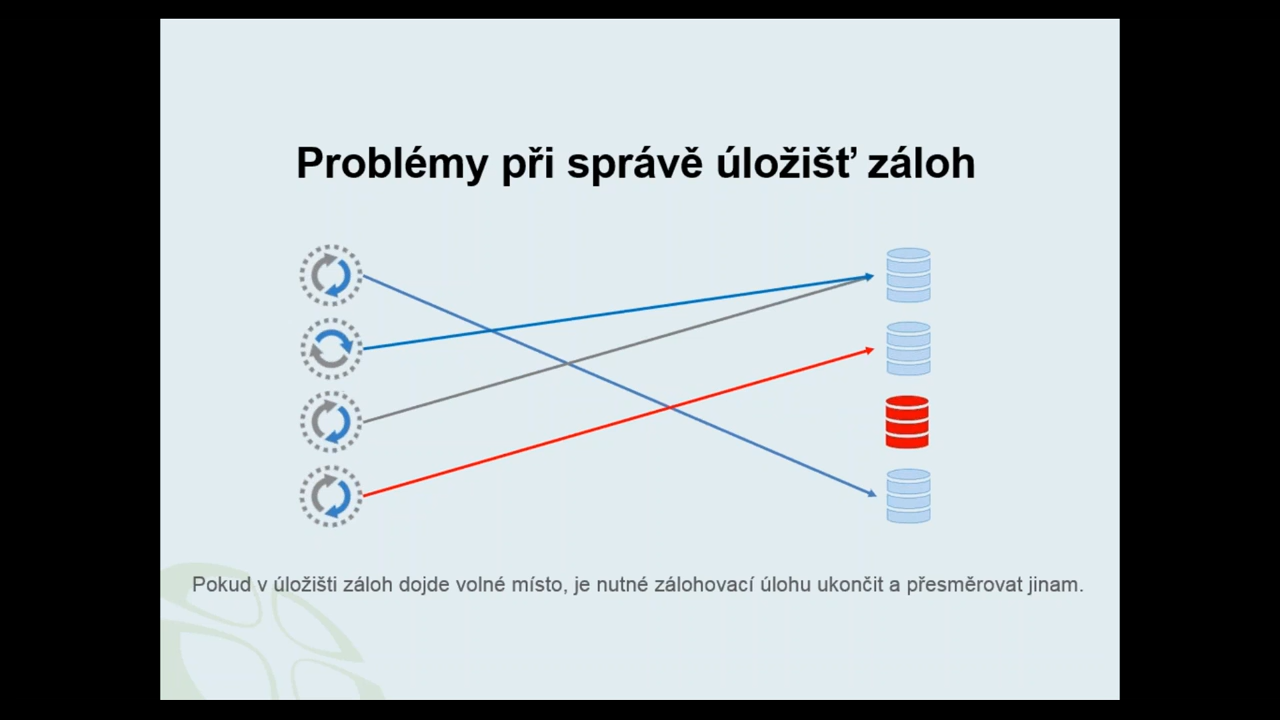 Problémy při správě úložišť záloh
Pokud v úložišti záloh dojde volné místo, je nutné zálohovací úlohu ukončit a přesměrovat jinam.